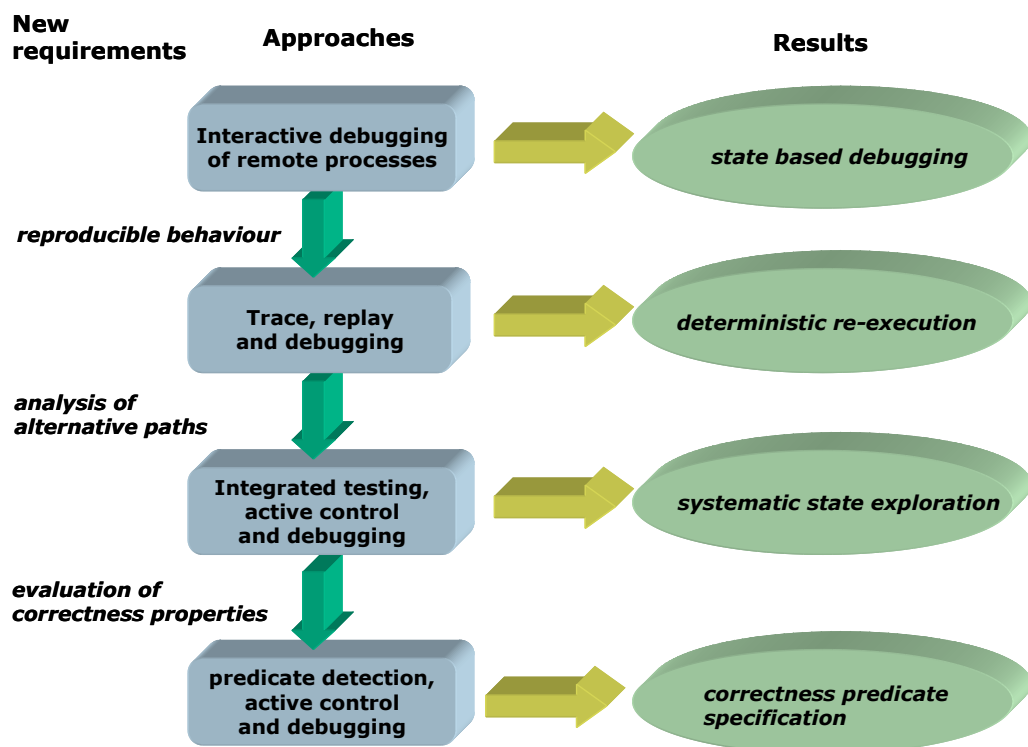 New
requirements
Approaches
Results
Interactive debugging
of remote processes
state based debugging
reproducible behaviour
Trace, replay
and debugging
deterministic re-execution
analysis of
alternative paths
Integrated testing,
active control
and debugging
systematic state exploration
evaluation of
correctness properties
predicate detection,
active control
and debugging
correctness predicate
specification